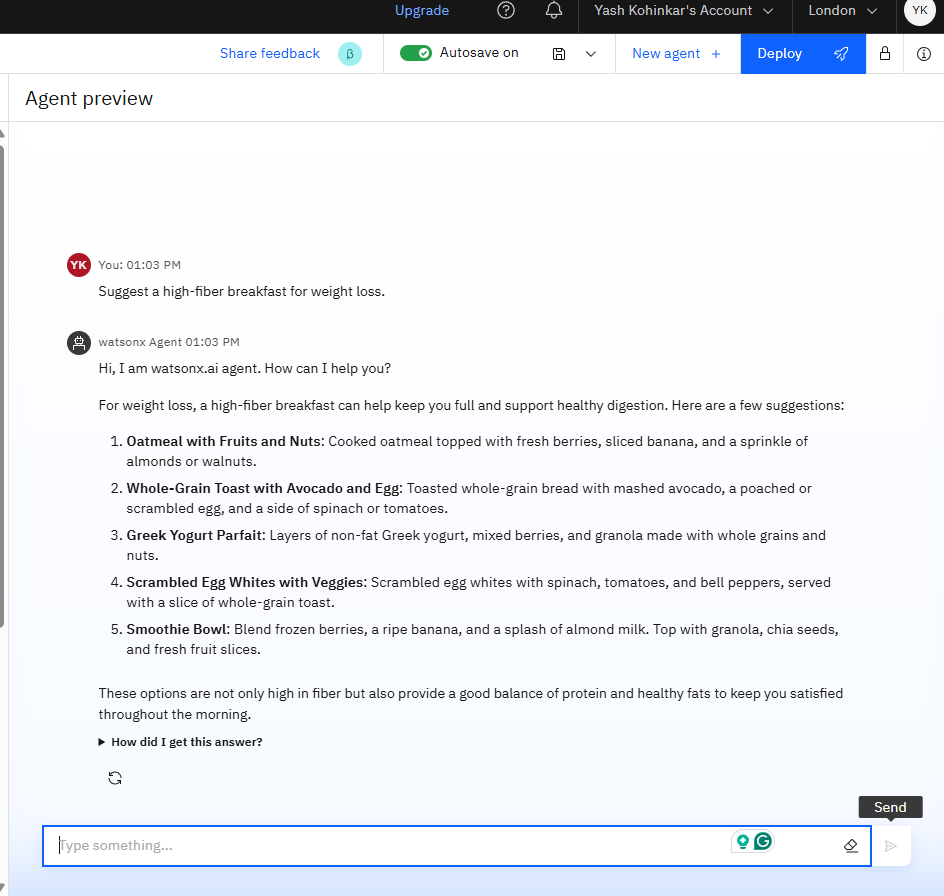 Upgrade
Yash Kohinkar's Account
London
YK
Share feedback
β
Autosave on
New agent +
Deploy
Agent preview
YK
You: 01:03 PM
Suggest a high-fiber breakfast for weight loss.
watsonx Agent 01:03 PM
Hi, I am watsonx.ai agent. How can I help you?
For weight loss, a high-fiber breakfast can help keep you full and support healthy digestion. Here are a few suggestions:
1. Oatmeal with Fruits and Nuts: Cooked oatmeal topped with fresh berries, sliced banana, and a sprinkle of
almonds or walnuts.
2. Whole-Grain Toast with Avocado and Egg: Toasted whole-grain bread with mashed avocado, a poached or
scrambled egg, and a side of spinach or tomatoes.
3. Greek Yogurt Parfait: Layers of non-fat Greek yogurt, mixed berries, and granola made with whole grains and
nuts.
4. Scrambled Egg Whites with Veggies: Scrambled egg whites with spinach, tomatoes, and bell peppers, served
with a slice of whole-grain toast.
5. Smoothie Bowl: Blend frozen berries, a ripe banana, and a splash of almond milk. Top with granola, chia seeds,
and fresh fruit slices.
These options are not only high in fiber but also provide a good balance of protein and healthy fats to keep you satisfied
throughout the morning.
How did I get this answer?
Send
Type something...